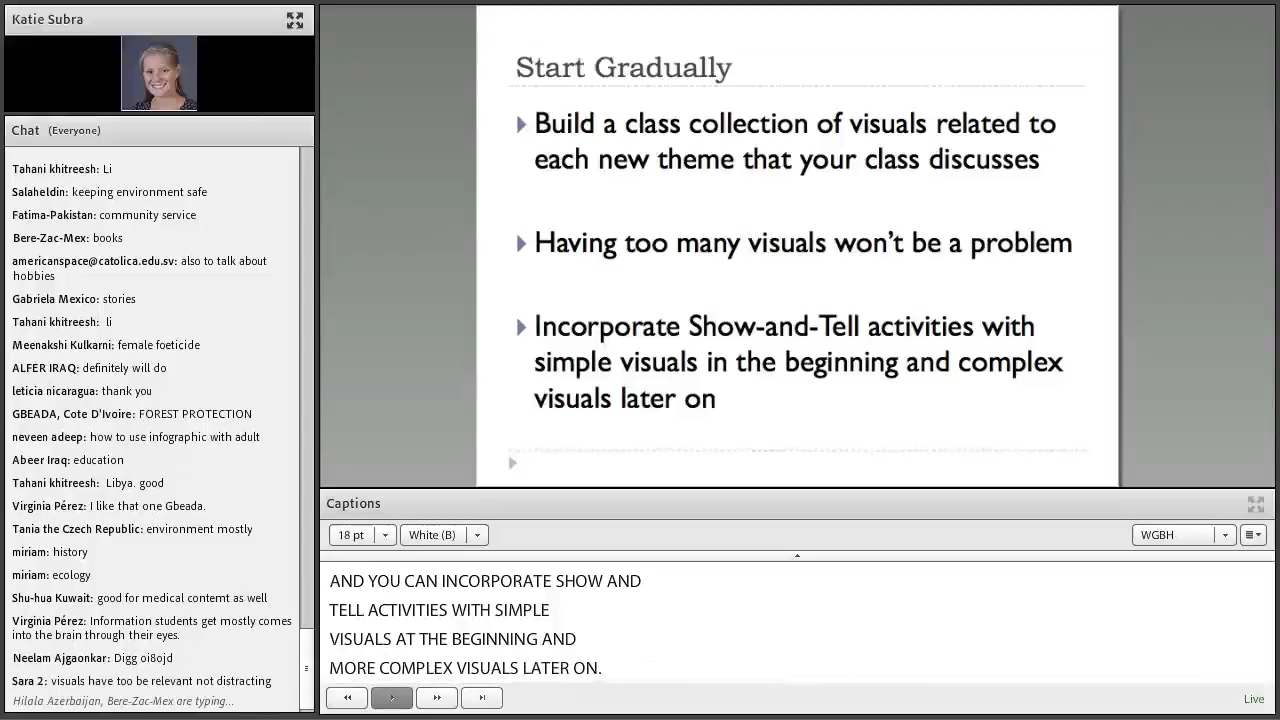 Katie Subra
Chat (Everyone)
Tahani khitreesh: Li
Salaheldin: keeping environment safe
Fatima-Pakistan: community service
Bere-Zac-Mex: books
americanspace@catolica.edu.sv: also to talk about
hobbies
Gabriela Mexico: stories
Tahani khitreesh: li
Meenakshi Kulkarni: female foeticide
ALFER IRAQ: definitely will do
leticia nicaragua: thank you
GBEADA, Cote D'Ivoire: FOREST PROTECTION
neveen adeep: how to use infographic with adult
Abeer Iraq: education
Tahani khitreesh: Libya. good
Virginia Pérez: I like that one Gbeada.
Tania the Czech Republic: environment mostly
miriam: history
miriam: ecology
Shu-hua Kuwait: good for medical contemt as well
Virginia Pérez: Information students get mostly comes
into the brain through their eyes.
Neelam Ajgaonkar: Digg oi8ojd
Sara 2: visuals have too be relevant not distracting
Hilala Azerbaijan, Bere-Zac-Mex are typing...
Start Gradually
Build a class collection of visuals related to
each new theme that your class discusses
Having too many visuals won't be a problem
Incorporate Show-and-Tell activities with
simple visuals in the beginning and complex
visuals later on
Captions
18 pt
White (B)
WGBH
AND YOU CAN INCORPORATE SHOW AND
TELL ACTIVITIES WITH SIMPLE
VISUALS AT THE BEGINNING AND
MORE COMPLEX VISUALS LATER ON.
Live